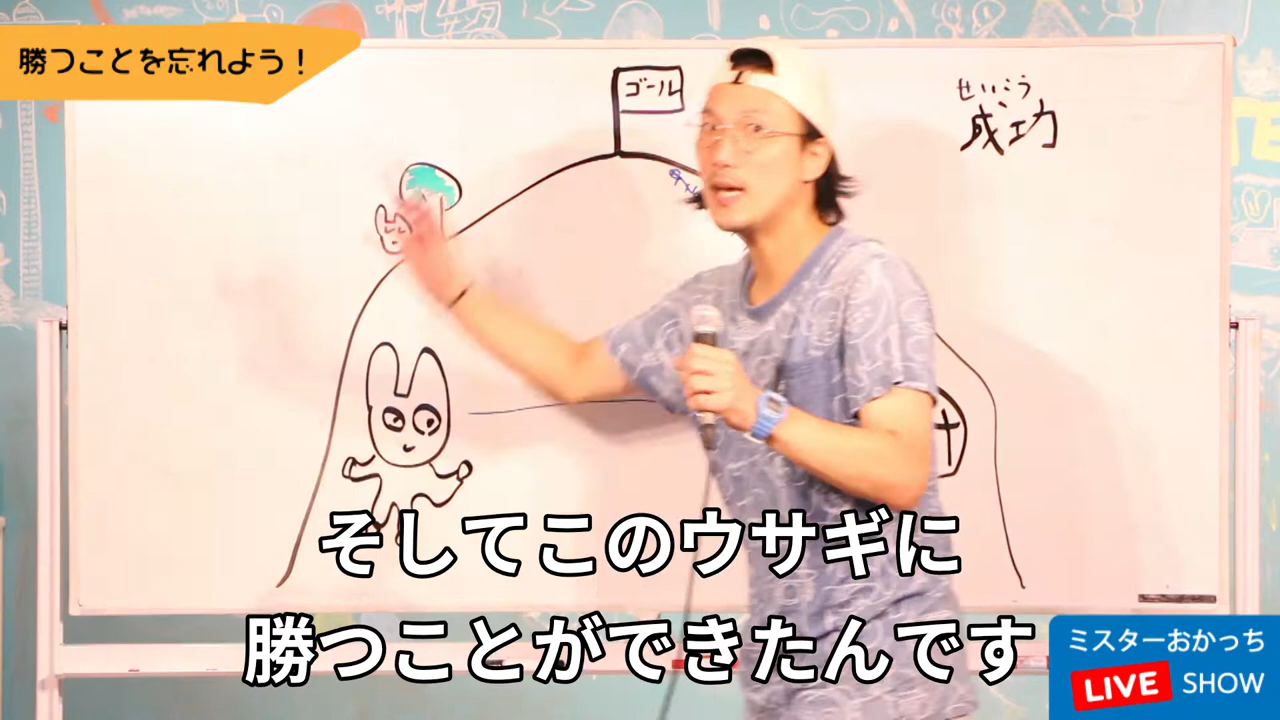 勝つことを忘れよう！
ゴール
せいこう
成功
そしてこのウサギに
勝つことができたんです
ミスターおかっち
LIVE SHOW